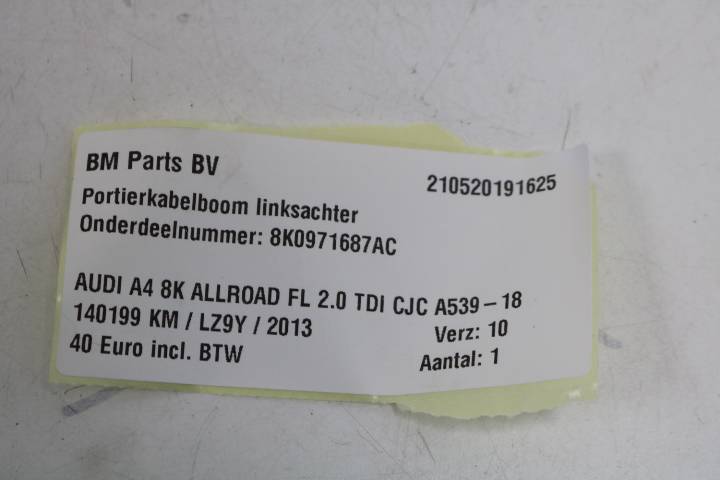 BM Parts BV 210520191625
Portierkabelboom linksachter
Onderdeelnummer: 8K0971687AC
AUDI A4 8K ALLROAD FL 2.0 TDI CJC A539-18
140199 KM / LZ9Y / 2013 Verz: 10
40 Euro incl. BTW Aantal: 1